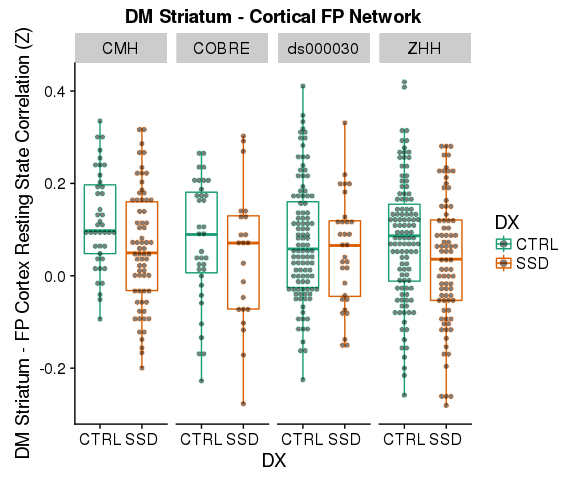 DM Striatum - Cortical FP Network
CMH COBRE ds000030 ZHH
DM Striatum - FP Cortex Resting State Correlation (Z)
0.4
0.2
0.0
-0.2
CTRL SSD CTRL SSD CTRL SSD CTRL SSD
DX
DX
CTRL
SSD